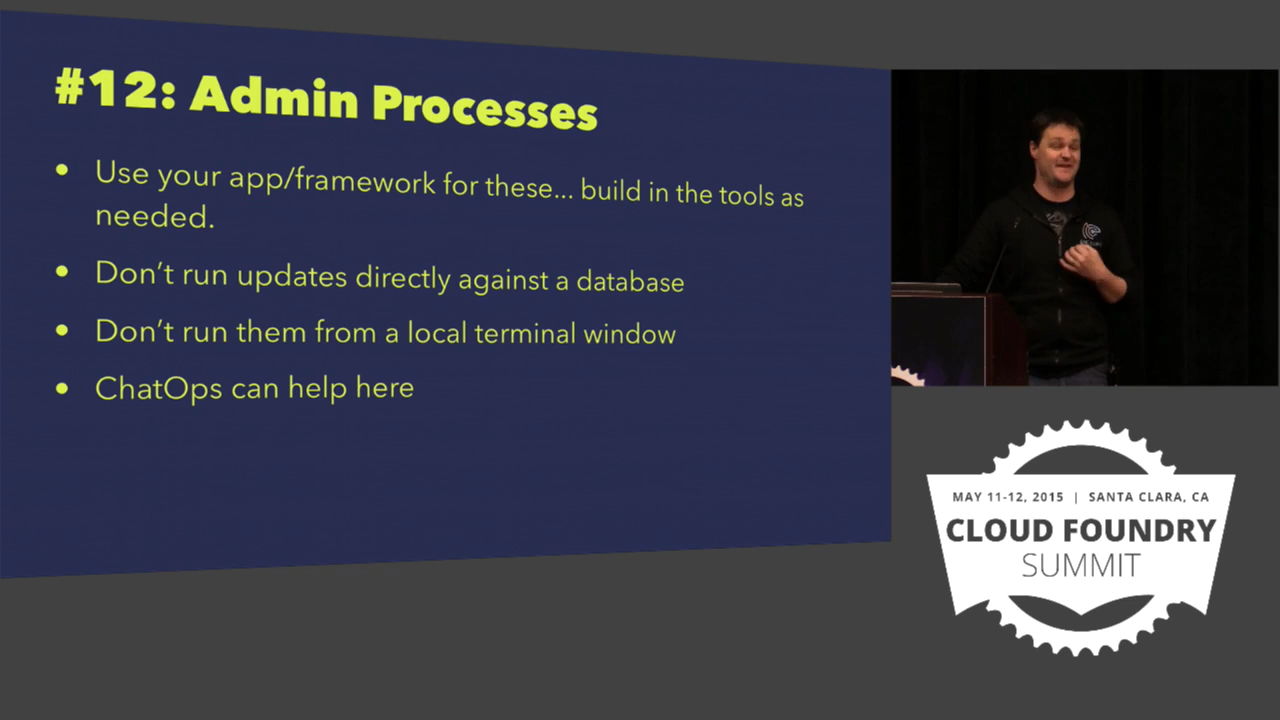 #12: Admin Processes
• Use your app/framework for these... build in the tools as
needed.
• Don’t run updates directly against a database
• Don’t run them from a local terminal window
• ChatOps can help here
MAY 11-12, 2015 | SANTA CLARA, CA
CLOUD FOUNDRY
SUMMIT